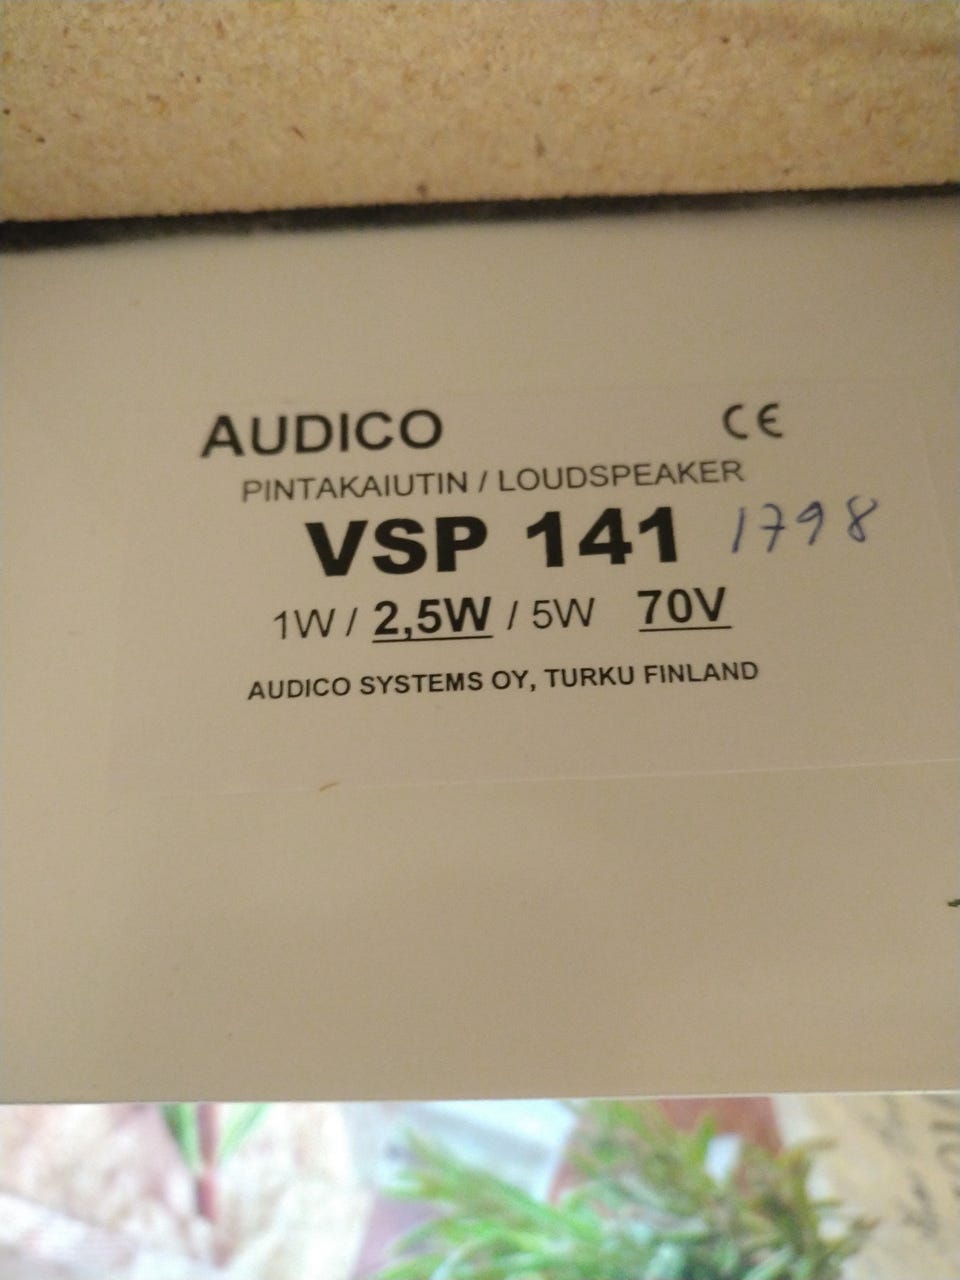 AUDICO CE
PINTAKAIUTIN / LOUDSPEAKER
VSP 141 1798
1W / 2,5W / 5W 70V
AUDICO SYSTEMS OY, TURKU FINLAND